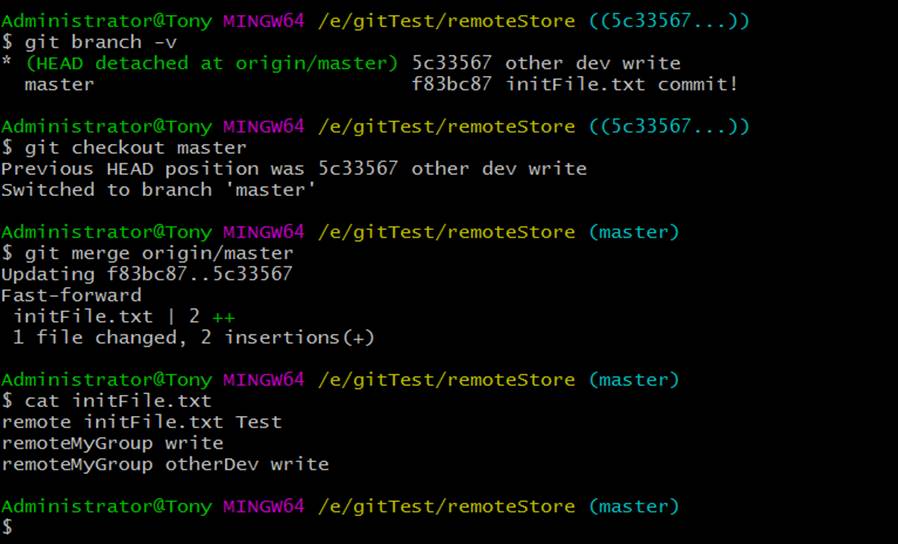 Administrator@Tony MINGW64 /e/gitTest/remoteStore ((5c33567...))
$ git branch -v
* (HEAD detached at origin/master) 5c33567 other dev write
  master                           f83bc87 initFile.txt commit!

Administrator@Tony MINGW64 /e/gitTest/remoteStore ((5c33567...))
$ git checkout master
Previous HEAD position was 5c33567 other dev write
Switched to branch 'master'

Administrator@Tony MINGW64 /e/gitTest/remoteStore (master)
$ git merge origin/master
Updating f83bc87..5c33567
Fast-forward
 initFile.txt | 2 ++
 1 file changed, 2 insertions(+)

Administrator@Tony MINGW64 /e/gitTest/remoteStore (master)
$ cat initFile.txt
remote initFile.txt Test
remoteMyGroup write
remoteMyGroup otherDev write

Administrator@Tony MINGW64 /e/gitTest/remoteStore (master)
$